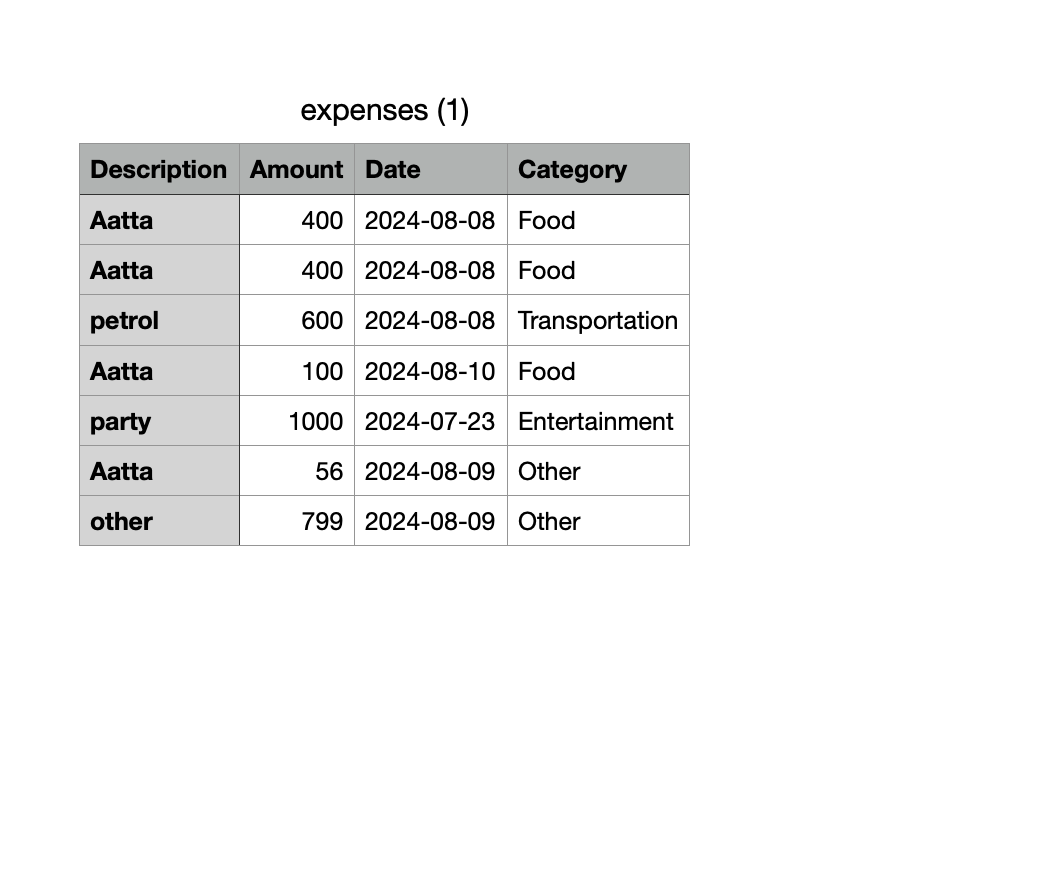 expenses (1)
Description Amount Date Category
Aatta 400 2024-08-08 Food
Aatta 400 2024-08-08 Food
petrol 600 2024-08-08 Transportation
Aatta 100 2024-08-10 Food
party 1000 2024-07-23 Entertainment
Aatta 56 2024-08-09 Other
other 799 2024-08-09 Other